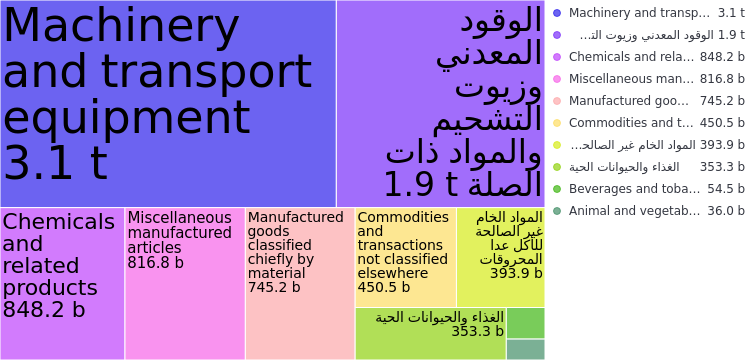 Machinery
and transport
equipment
3.1 t
الوقود
المعدني
وزيوت
التشحيم
والمواد ذات
الصلة 1.9 t
Chemicals
and
related
products
848.2 b
Miscellaneous
manufactured
articles
816.8 b
Manufactured
goods
classified
chiefly by
material
745.2 b
Commodities
and
transactions
not classified
elsewhere
450.5 b
المواد الخام
غير الصالحة
للأكل عدا
المحروقات
393.9 b
الغذاء والحيوانات الحية
353.3 b
Machinery and transp... 3.1 t
الوقود المعدني وزيوت الت... 1.9 t
Chemicals and rela... 848.2 b
Miscellaneous man... 816.8 b
Manufactured goo... 745.2 b
Commodities and t... 450.5 b
المواد الخام غير الصالحـ... 393.9 b
الغذاء والحيوانات الحية 353.3 b
Beverages and toba... 54.5 b
Animal and vegetab... 36.0 b